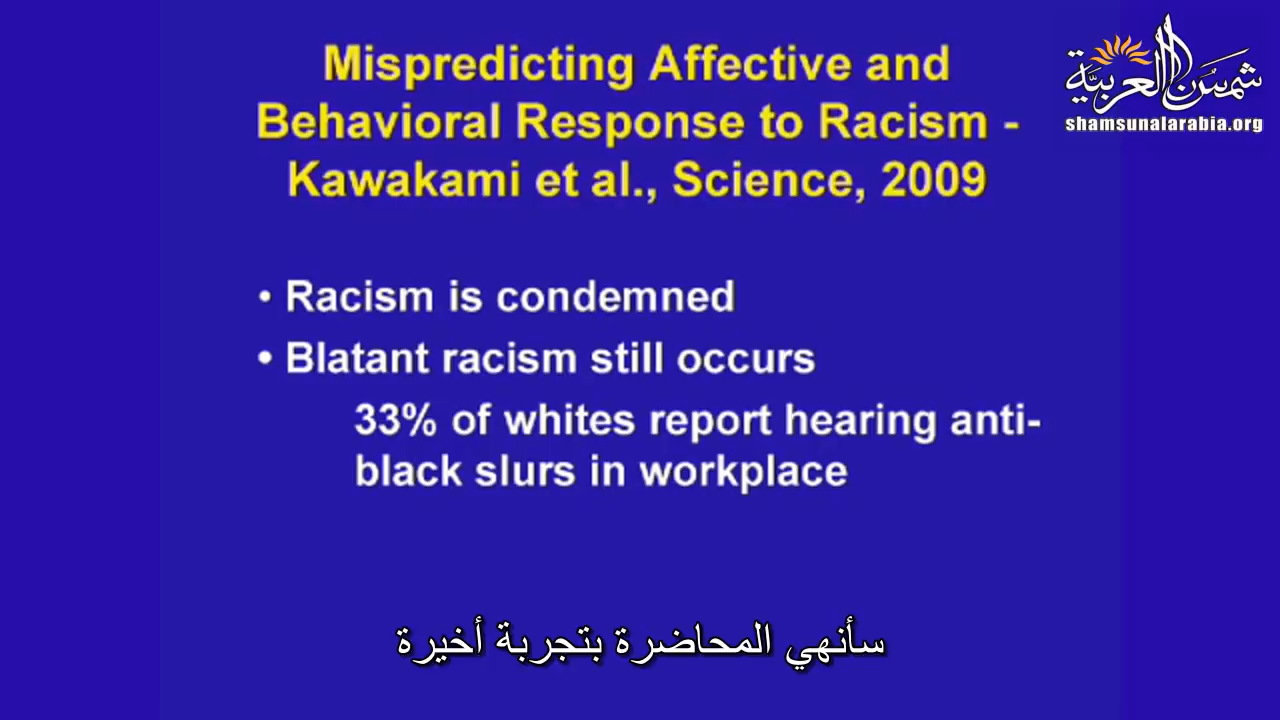 Mispredicting Affective and
Behavioral Response to Racism -
Kawakami et al., Science, 2009
شمسُ العربيّة
shamsunalarabia.org
• Racism is condemned
• Blatant racism still occurs
33% of whites report hearing anti-
black slurs in workplace
سأنهي المحاضرة بتجربة أخيرة